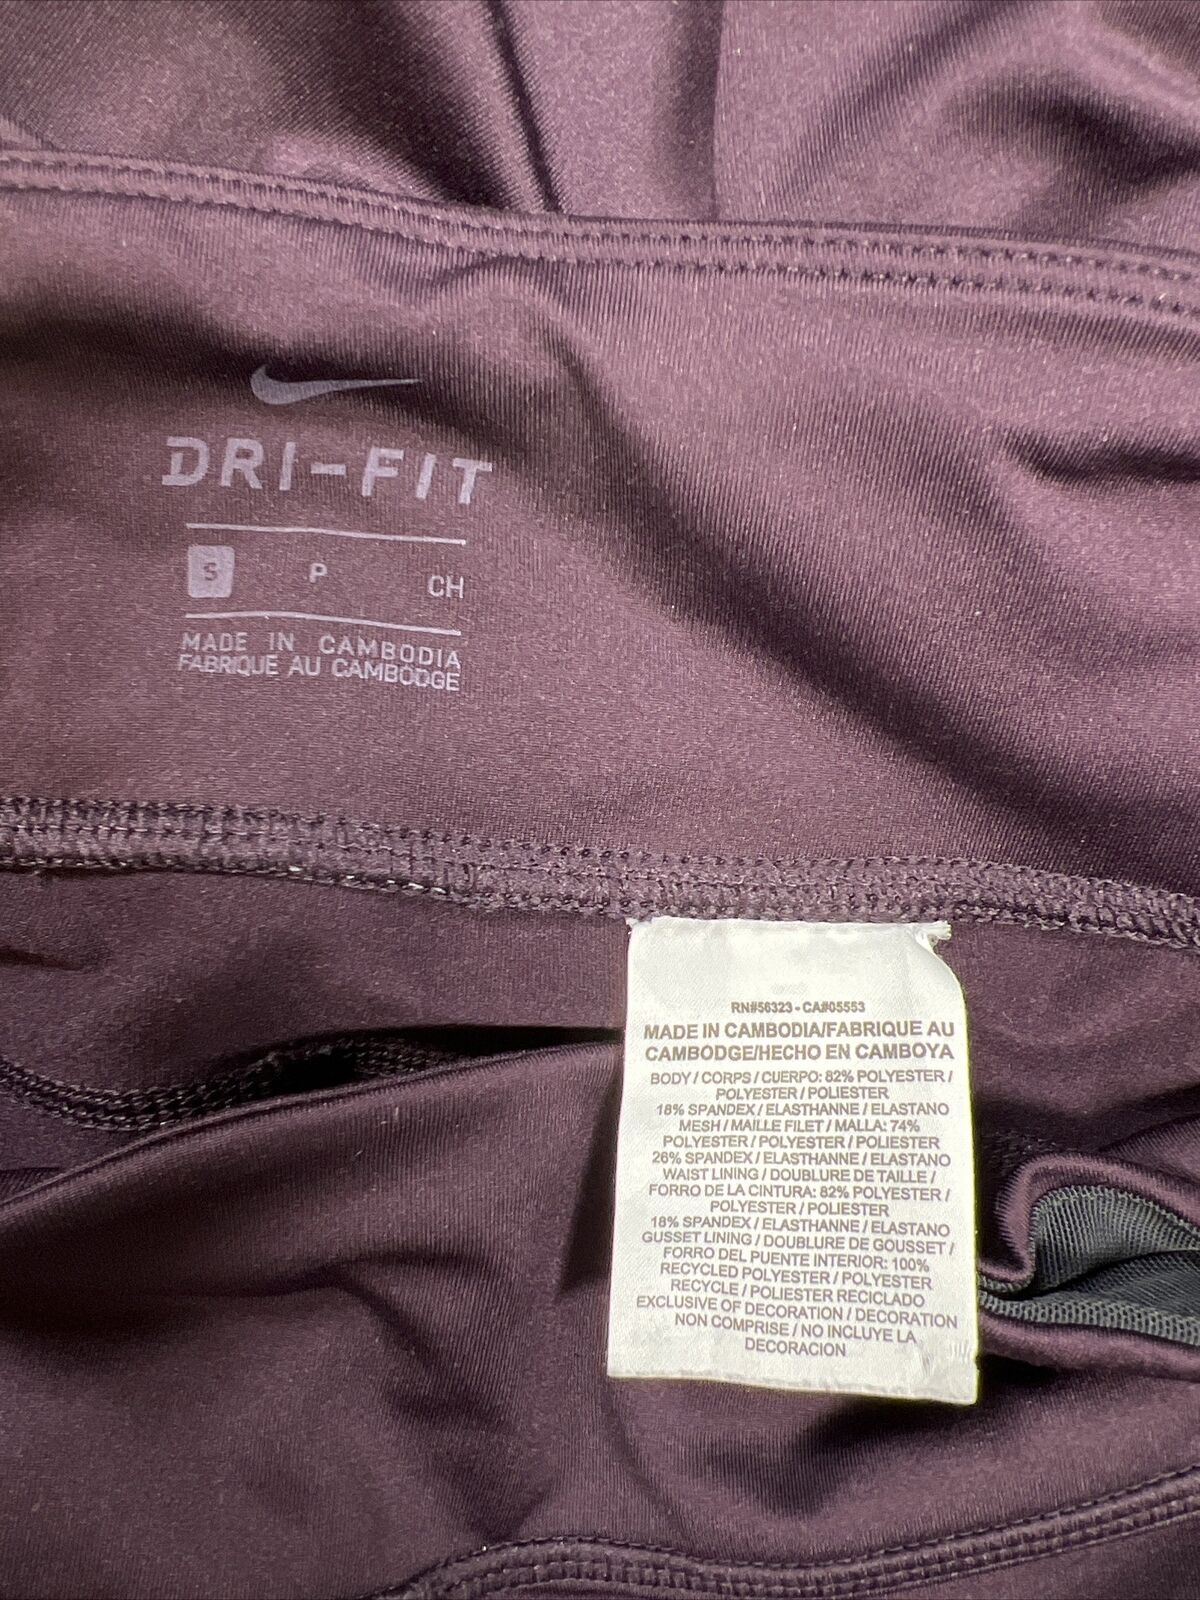 DRI-FIT
S P CH
MADE IN CAMBODIA
FABRIQUE AU CAMBODGE
RN#56323 - CA#05553
MADE IN CAMBODIA/FABRIQUE AU
CAMBODGE/HECHO EN CAMBOYA
BODY / CORPS / CUERPO: 82% POLYESTER /
POLYESTER / POLIESTER
18% SPANDEX / ELASTHANNE / ELASTANO
MESH / MAILLE FILET / MALLA: 74%
POLYESTER / POLYESTER / POLIESTER
26% SPANDEX / ELASTHANNE / ELASTANO
WAIST LINING / DOUBLURE DE TAILLE /
FORRO DE LA CINTURA: 82% POLYESTER /
POLYESTER / POLIESTER
18% SPANDEX / ELASTHANNE / ELASTANO
GUSSET LINING / DOUBLURE DE GOUSSET /
FORRO DEL PUENTE INTERIOR: 100%
RECYCLED POLYESTER / POLYESTER
RECYCLE / POLIESTER RECICLADO
EXCLUSIVE OF DECORATION / DECORATION
NON COMPRISE / NO INCLUYE LA
DECORACION